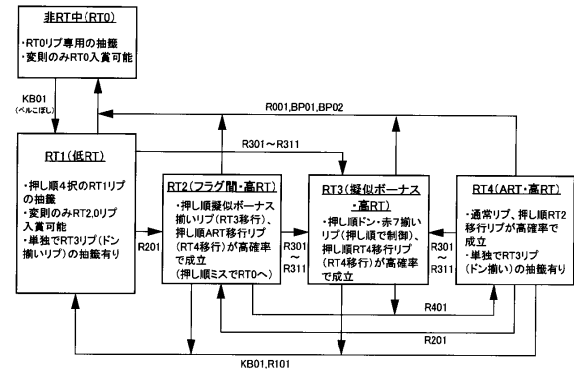 非RT中(RT0)
・RT0リプ専用の抽籤
・変則のみRT0入賞可能
KB01
(ベルこぼし)
R001,BP01,BP02
R301～R311
RT1(低RT)
・押し順4択のRT1リプ
の抽籤
・変則のみRT2,0リプ
入賞可能
・単独でRT3リプ(ドン
揃いリプ)の抽籤有り
R201
RT2(フラグ間・高RT)
・押し順擬似ボーナス
揃いリプ(RT3移行)、
押し順ART移行リプ
(RT4移行)が高確率
で成立
(押し順ミスでRT0へ)
R301
～
R311
RT3(擬似ボーナス
・高RT)
・押し順ドン・赤7揃い
リプ(押し順で制御)、
押し順RT4移行リプ
(RT4移行)が高確率
で成立
R301
～
R311
RT4(ART・高RT)
・通常リプ、押し順RT2
移行リプが高確率で
成立
・単独でRT3リプ
(ドン揃い)の抽籤有り
R401
R201
KB01,R101